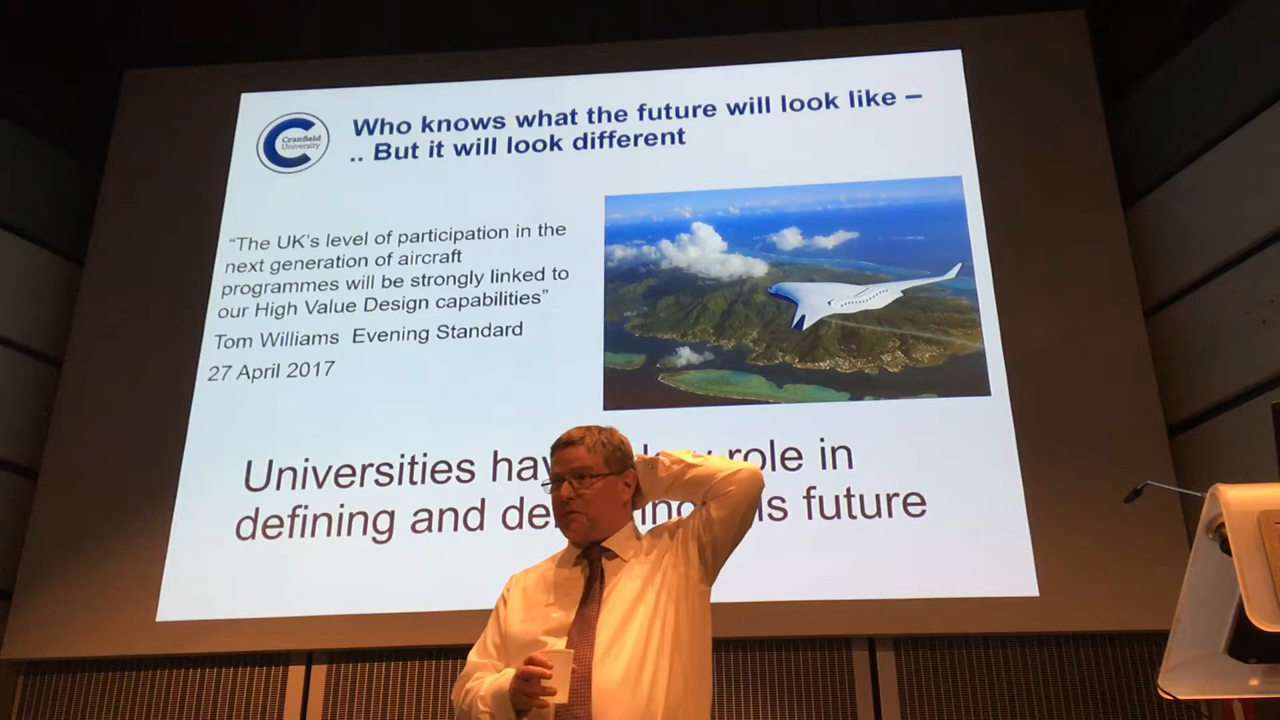 Cranfield
University
Who knows what the future will look like –
.. But it will look different
“The UK’s level of participation in the
next generation of aircraft
programmes will be strongly linked to
our High Value Design capabilities”
Tom Williams Evening Standard
27 April 2017
Universities role in
defining and future